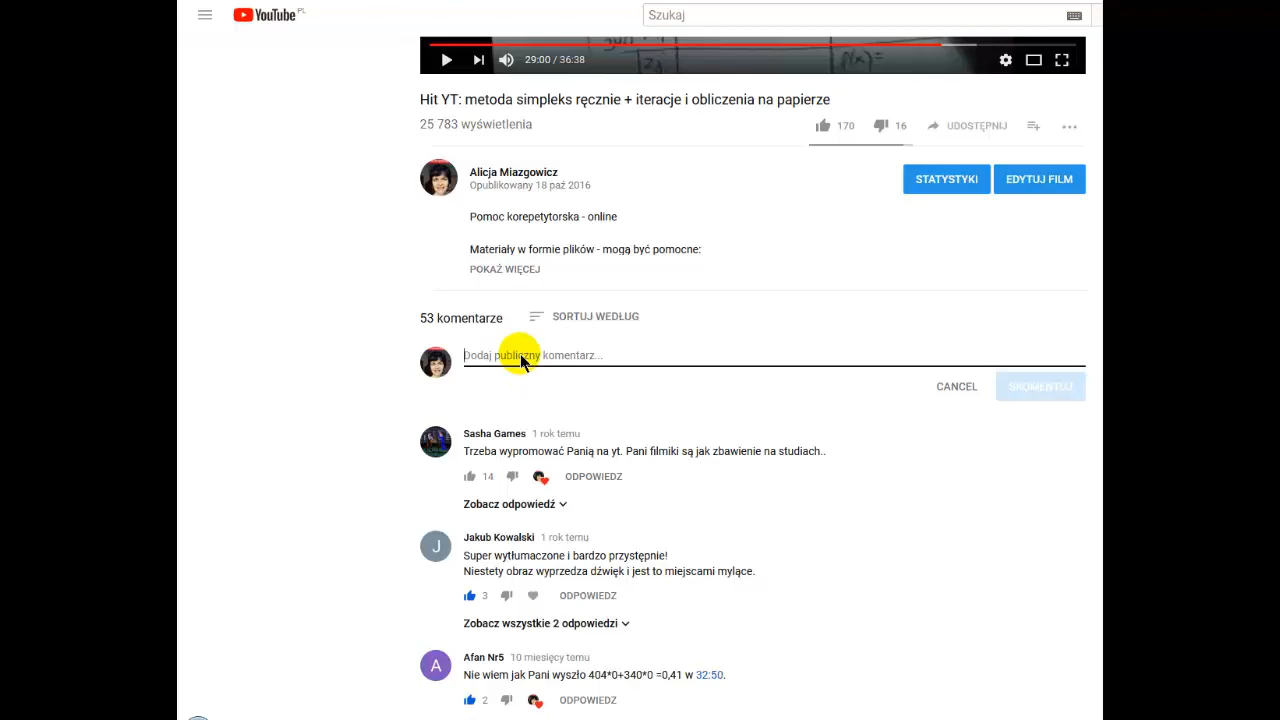 YouTube PL
Szukaj
f(x)=
29:00 / 36:38
Hit YT: metoda simpleks ręcznie + iteracje i obliczenia na papierze
25 783 wyświetlenia
170
16
UDOSTĘPNIJ
Alicja Miazgowicz
Opublikowany 18 paź 2016
STATYSTYKI
EDYTUJ FILM
Pomoc korepetytorska - online
Materiały w formie plików - mogą być pomocne:
POKAŻ WIĘCEJ
53 komentarze
SORTUJ WEDŁUG
Dodaj publiczny komentarz...
CANCEL
SKOMENTUJ
Sasha Games 1 rok temu
Trzeba wypromować Panią na yt. Pani filmiki są jak zbawienie na studiach..
14
ODPOWIEDZ
Zobacz odpowiedź
J
Jakub Kowalski 1 rok temu
Super wytłumaczone i bardzo przystępnie!
Niestety obraz wyprzedza dźwięk i jest to miejscami mylące.
3
ODPOWIEDZ
Zobacz wszystkie 2 odpowiedzi
A
Afan Nr5 10 miesięcy temu
Nie wiem jak Pani wyszło 404*0+340*0 =0,41 w 32:50.
2
ODPOWIEDZ